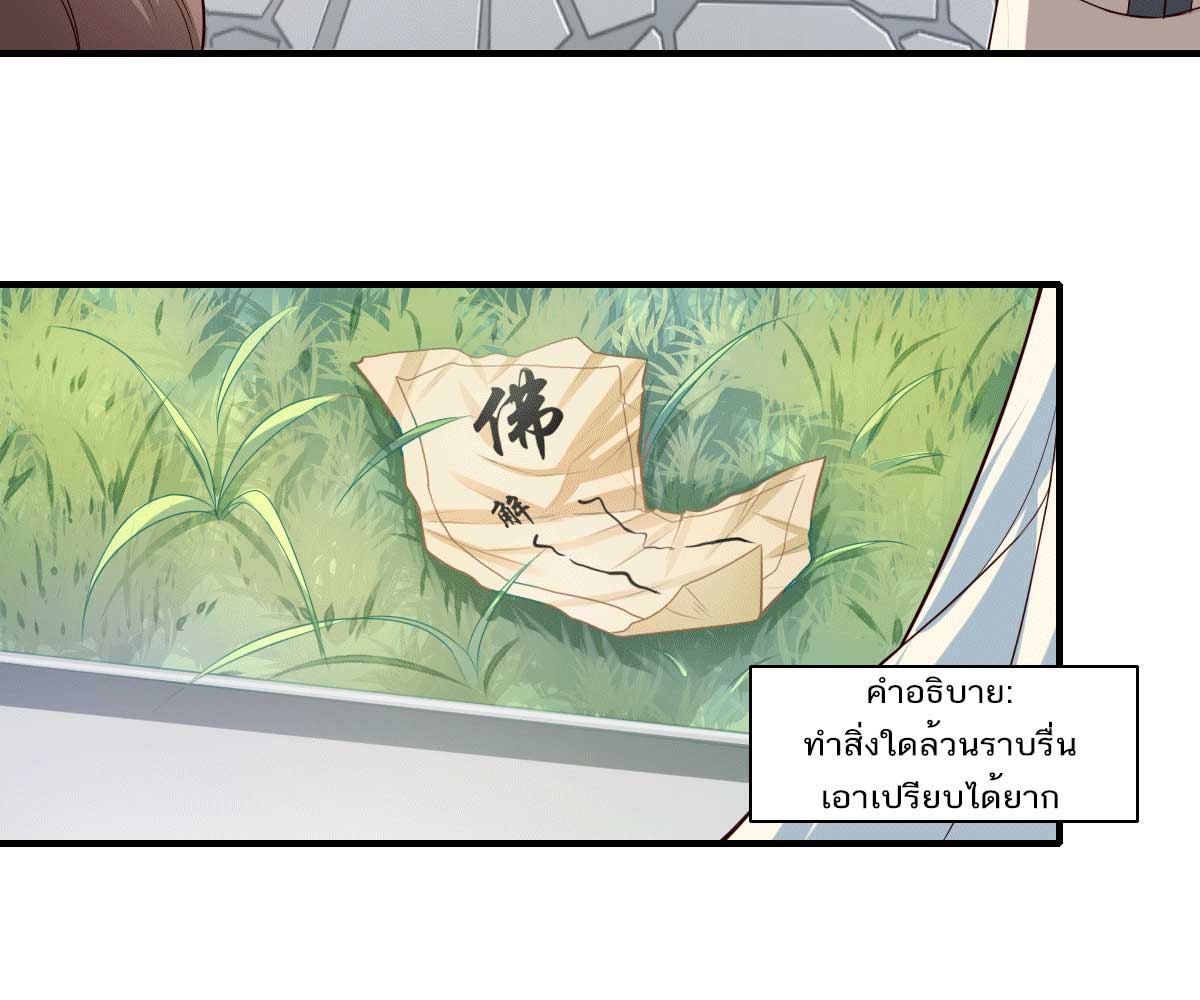 佛
解
คำอธิบาย:
ทำสิ่งใดล้วนราบรื่น
เอาเปรียบได้ยาก